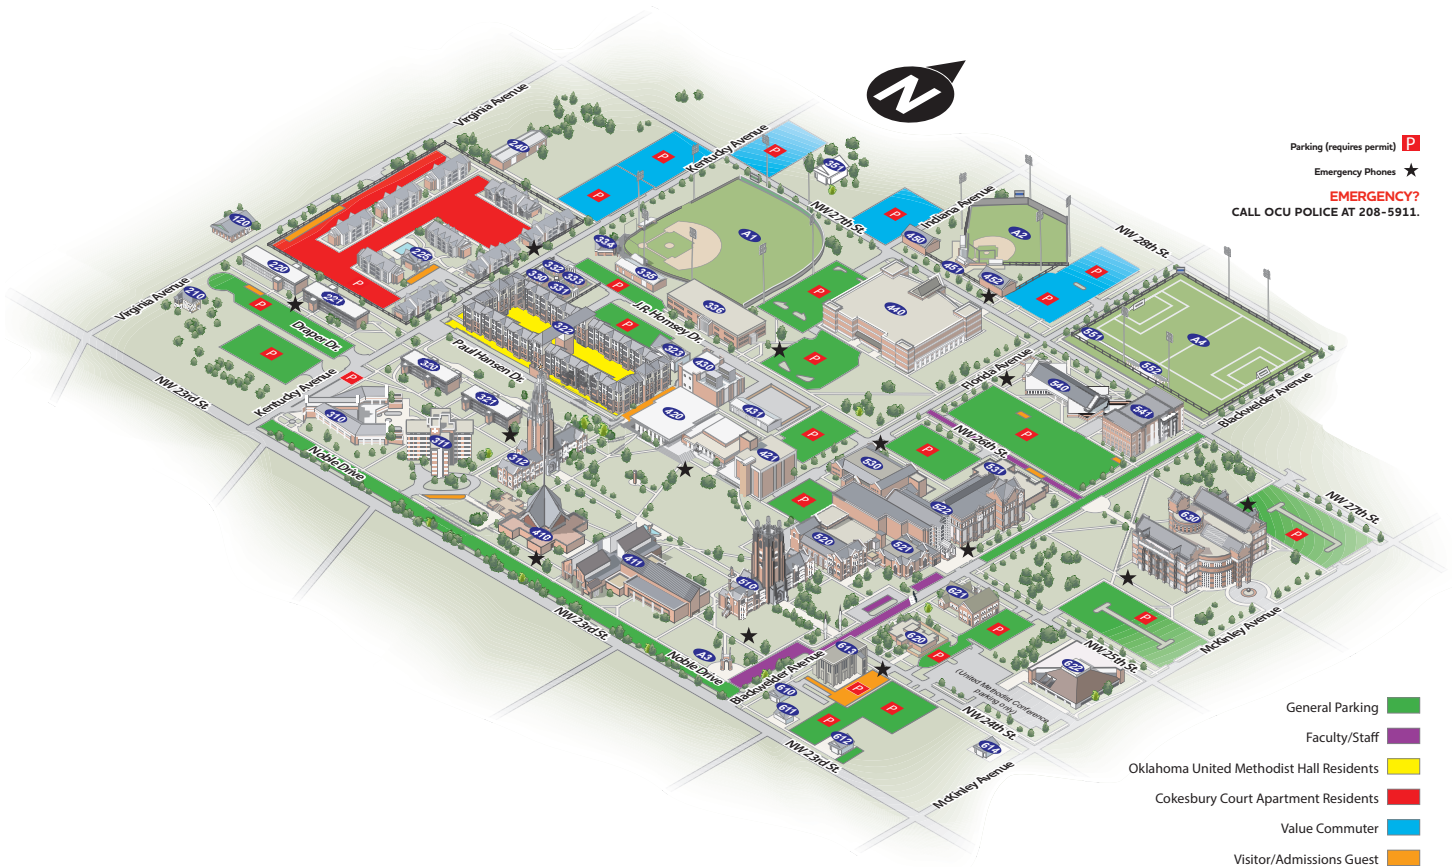 N
Virginia Avenue
Kentucky Avenue
NW 27th St.
Indiana Avenue
NW 28th St.
Parking (requires permit) P
Emergency Phones
EMERGENCY?
CALL OCU POLICE AT 208-5911.
240
P
P
P
351
P
120
225
220
221
P
210
Virginia Avenue
P
Draper Dr.
P
334
335
A1
332
333
330
331
P
336
J.R. Homsey Dr.
P
P
440
450
451
452
A2
P
P
551
A4
552
Blackwelder Avenue
Florida Avenue
540
541
322
323
430
P
Paul Hansen Dr.
320
321
Kentucky Avenue
P
NW 23rd St.
310
311
312
420
431
421
P
530
P
NW 26th St.
P
531
522
P
520
521
410
411
510
Noble Drive
NW 23rd St.
630
P
NW 27th St.
P
McKinley Avenue
NW 25th St.
621
620
P
P
622
(United Methodist Conference
parking only)
NW 24th St.
613
A3
Noble Drive
Blackwelder Avenue
610
611
P
P
P
612
NW 23rd St.
614
McKinley Avenue
General Parking
Faculty/Staff
Oklahoma United Methodist Hall Residents
Cokesbury Court Apartment Residents
Value Commuter
Visitor/Admissions Guest